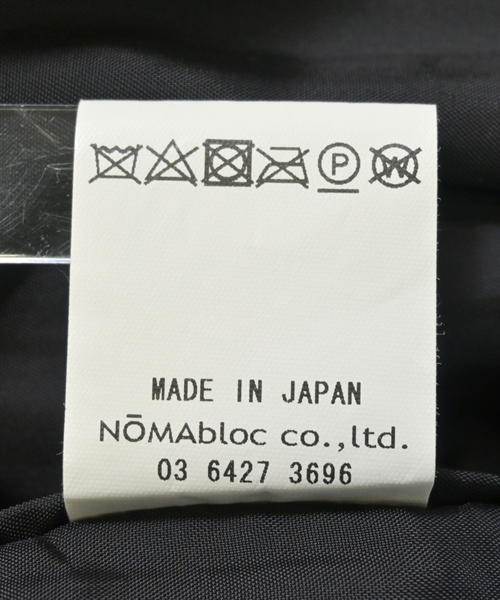 P W
MADE IN JAPAN
NŌMAbloc co.,ltd.
03 6427 3696